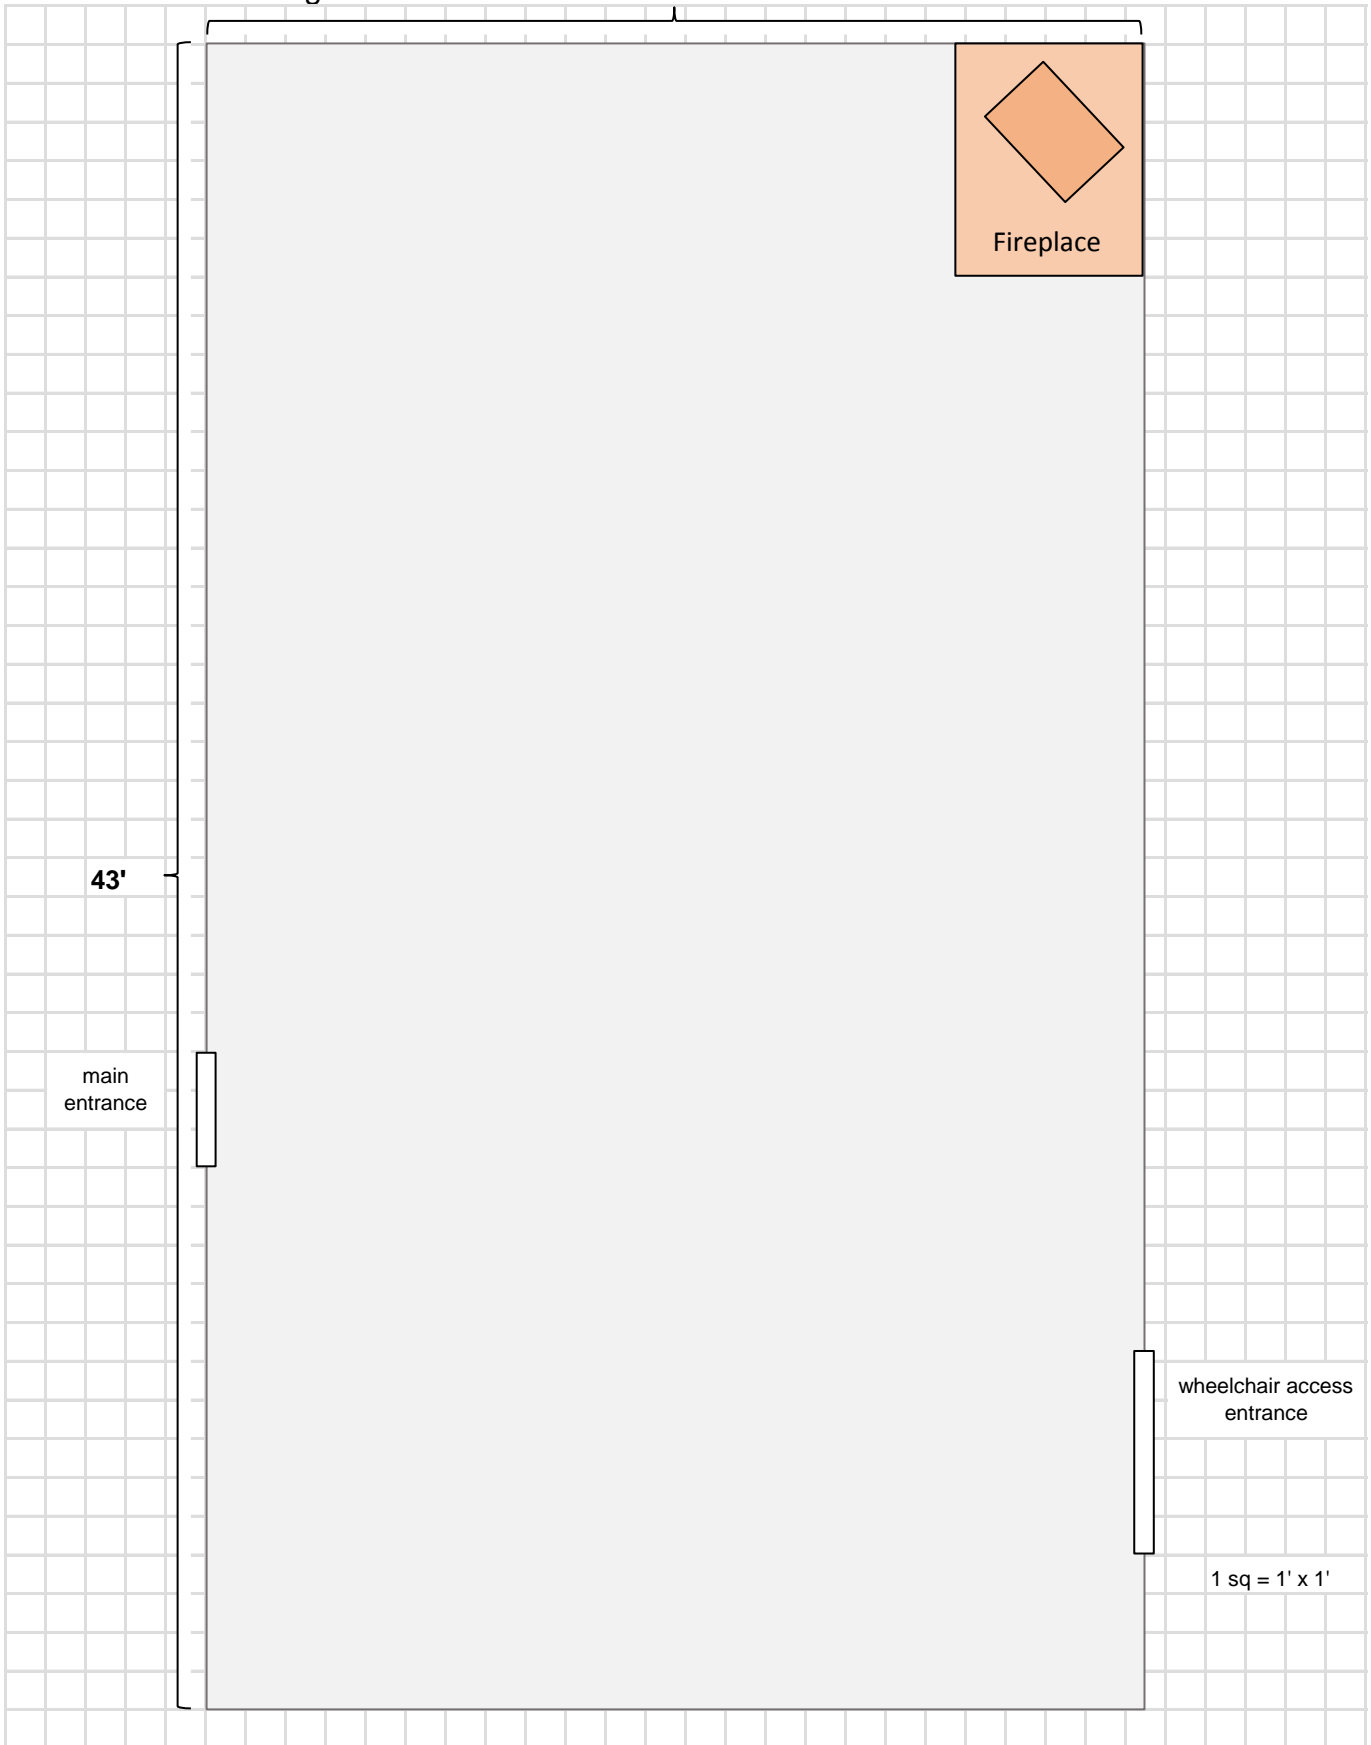 Fireplace
43'
main
entrance
wheelchair access
entrance
1 sq = 1' x 1'